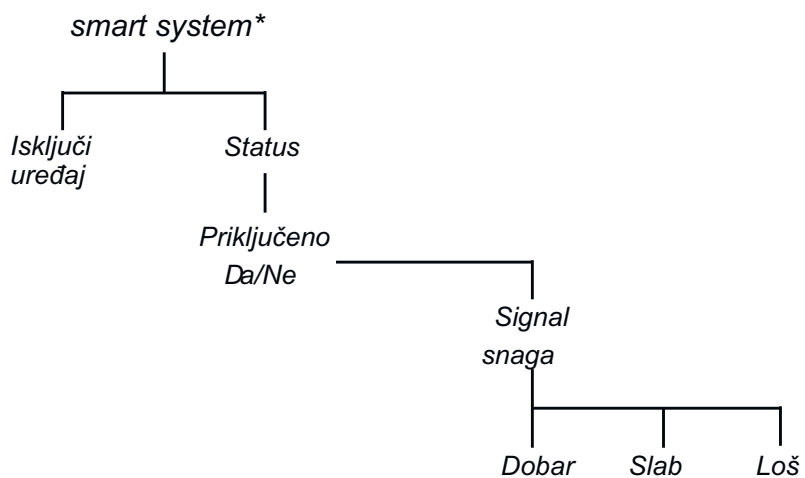 smart system*
Isključi
uređaj
Status
Priključeno
Da/Ne
Signal
snaga
Dobar Slab Loš